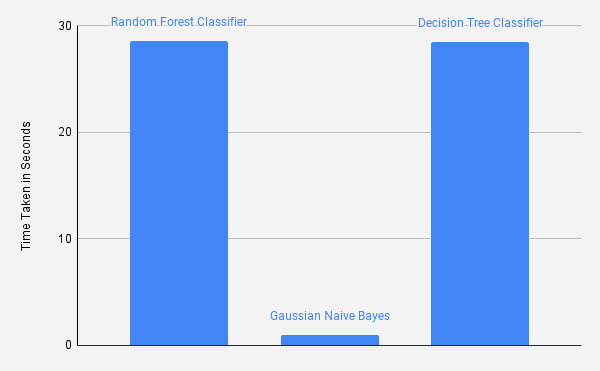 Random Forest Classifier
Decision Tree Classifier
Gaussian Naive Bayes
Time Taken in Seconds
30
20
10
0